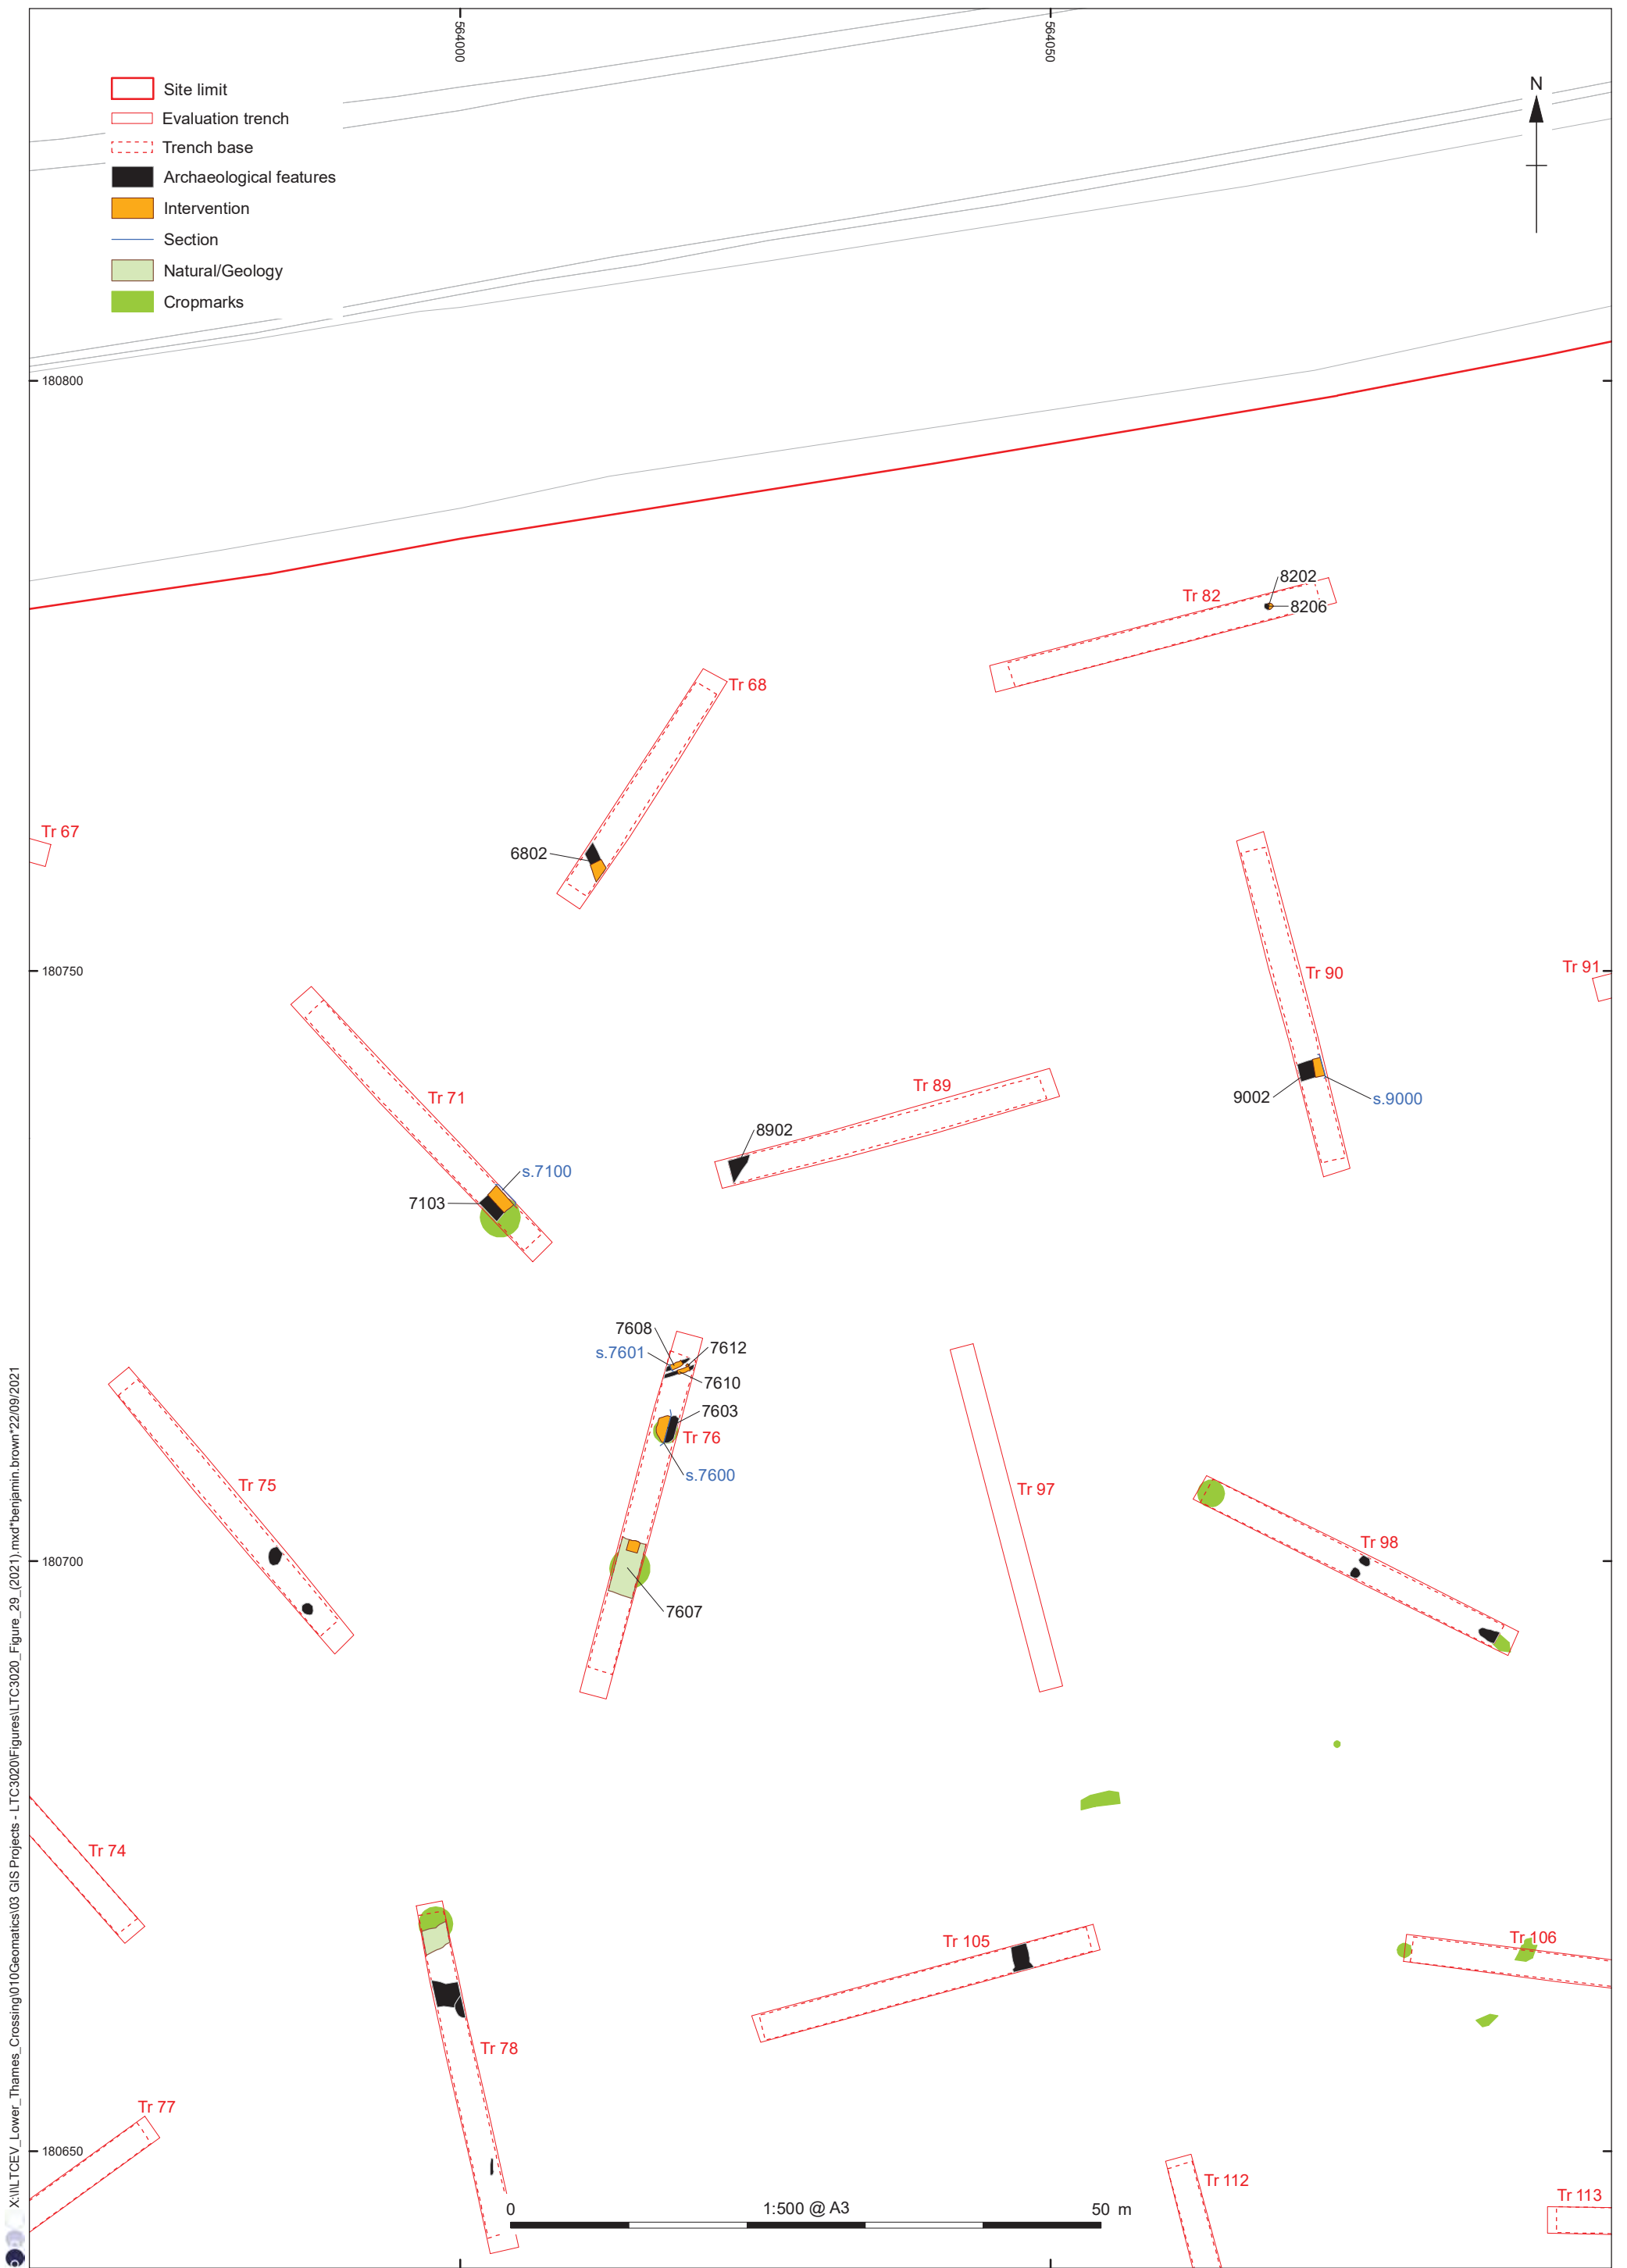 564000
564050
N
Site limit
Evaluation trench
Trench base
Archaeological features
Intervention
Section
Natural/Geology
Cropmarks
180800
8202
Tr 82
8206
Tr 68
Tr 67
6802
180750
Tr 91
Tr 90
Tr 71
Tr 89
9002
s.9000
8902
s.7100
7103
7608
7612
s.7601
7610
7603
Tr 76
s.7600
Tr 75
Tr 97
Tr 98
180700
7607
Tr 74
Tr 106
Tr 105
Tr 78
Tr 77
180650
Tr 112
Tr 113
0
1:500 @ A3
50 m
X:\l\LTCEV_Lower_Thames_Crossing\010Geomatics\03 GIS Projects - LTC3020\Figures\LTC3020_Figure_29_(2021).mxd*benjamin.brown*22/09/2021